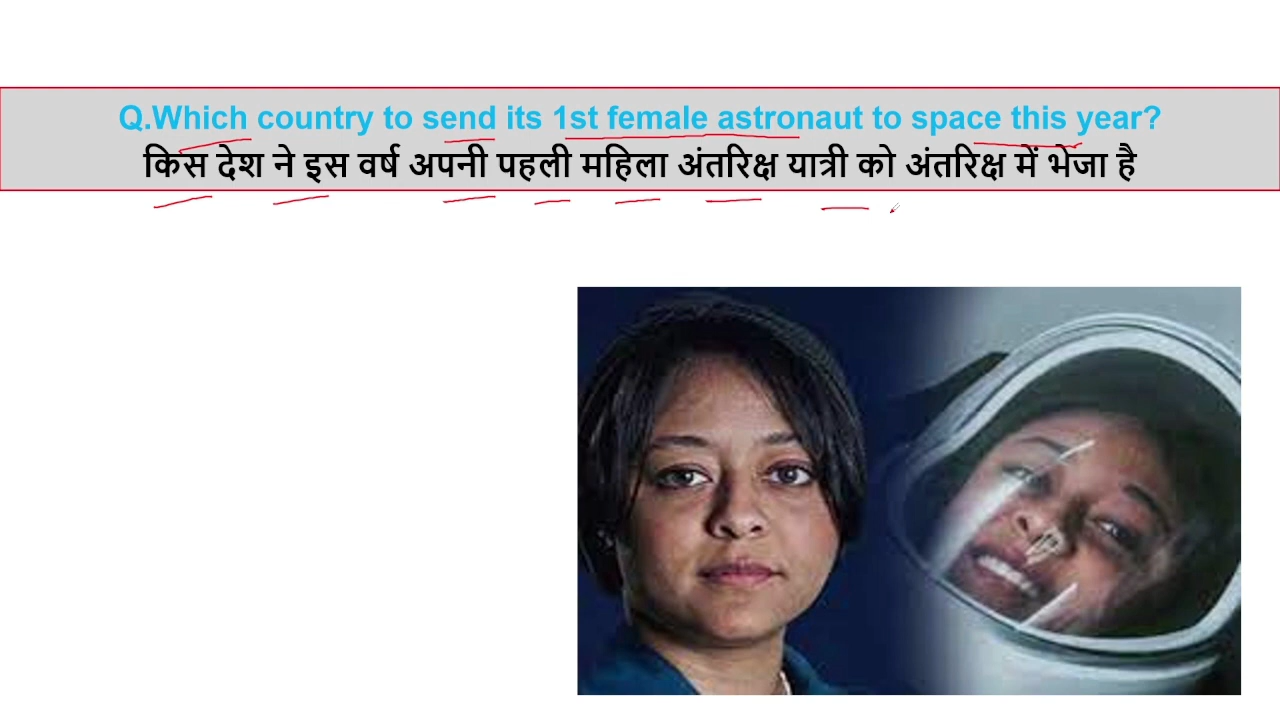 Q.Which country to send its 1st female astronaut to space this year?
किस देश ने इस वर्ष अपनी पहली महिला अंतरिक्ष यात्री को अंतरिक्ष में भेजा है